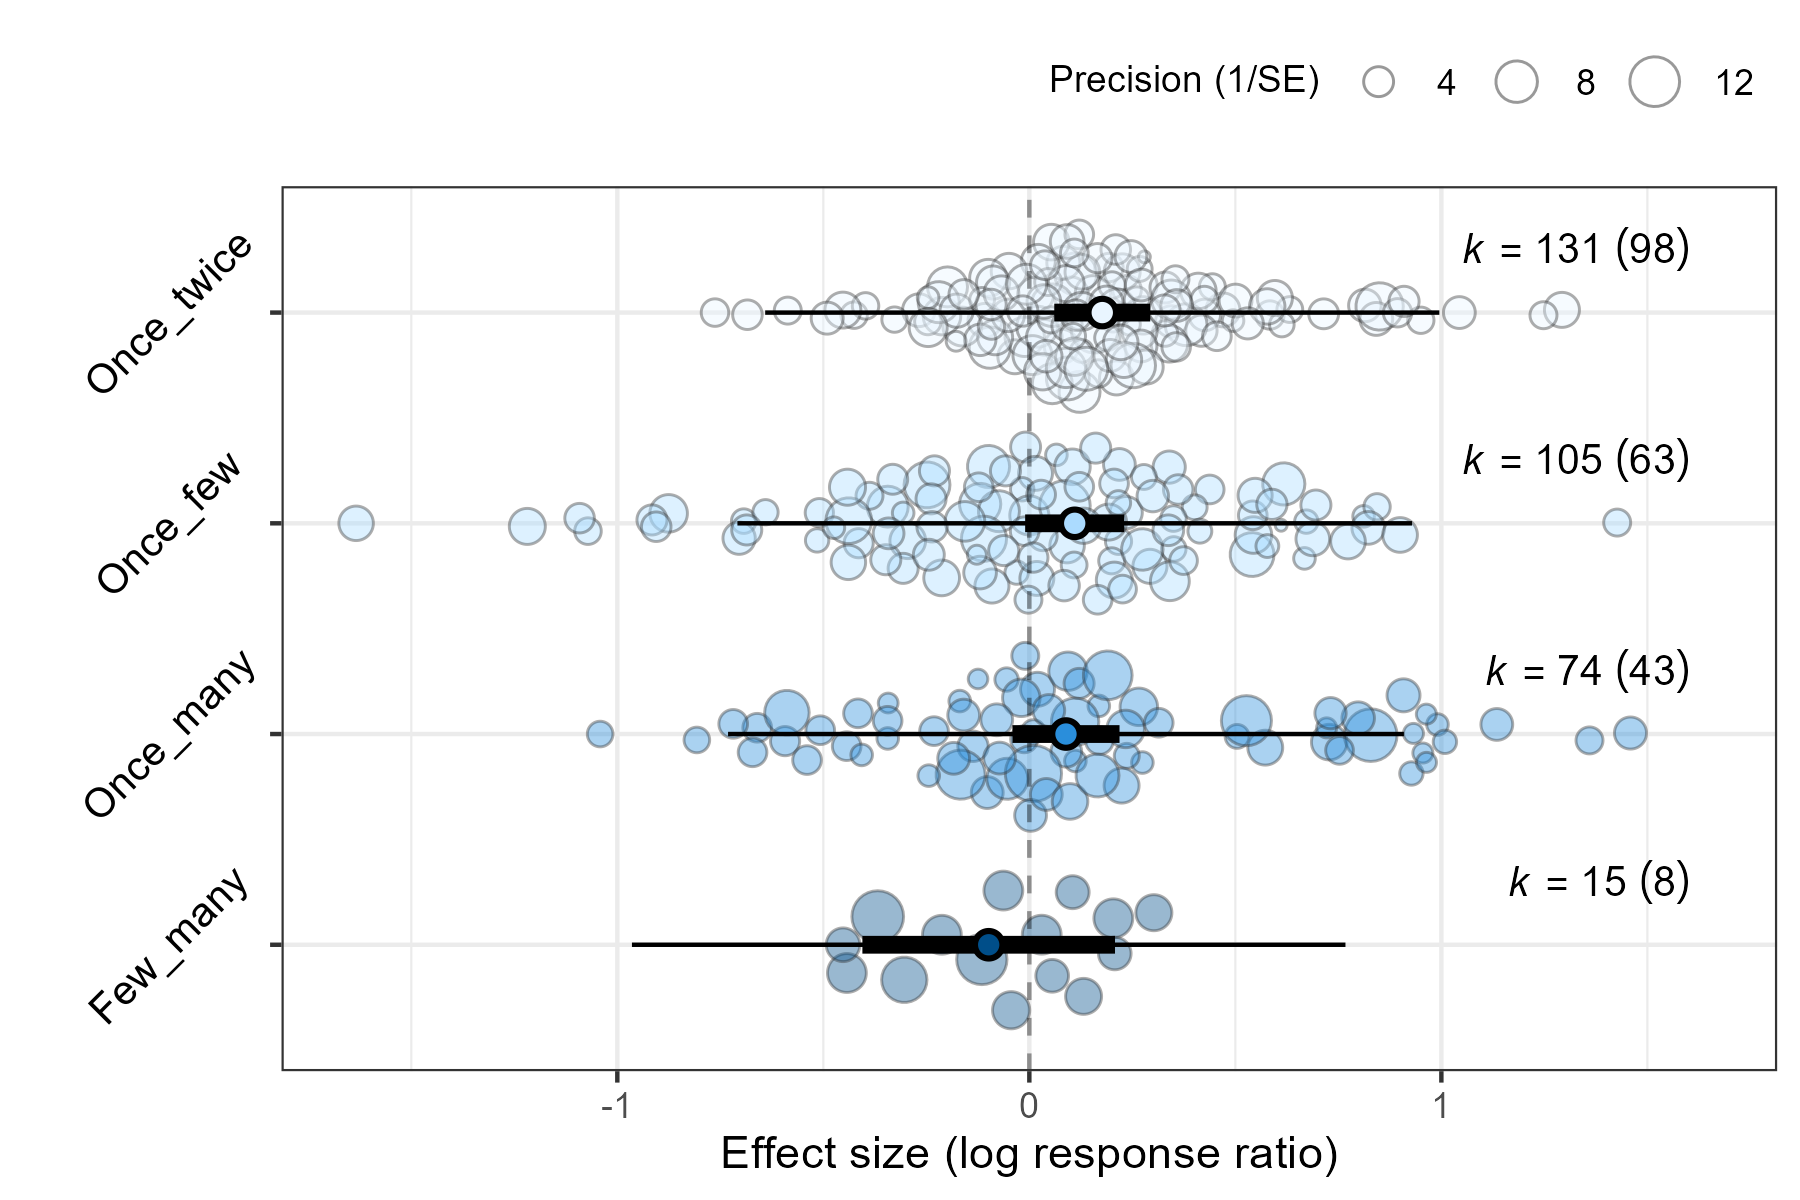 Precision (1/SE) 4 8 12
Once_twice
k = 131 (98)
Once_few
k = 105 (63)
Once_many
k = 74 (43)
Few_many
k = 15 (8)
-1 0 1
Effect size (log response ratio)